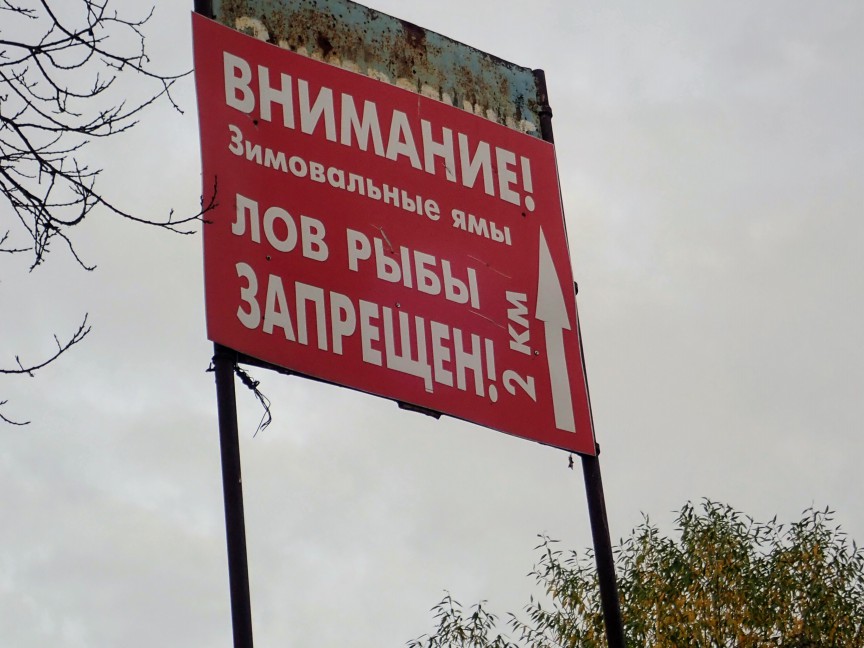 ВНИМАНИЕ!
Зимовальные ямы
ЛОВ РЫБЫ
ЗАПРЕЩЕН!
2 КМ